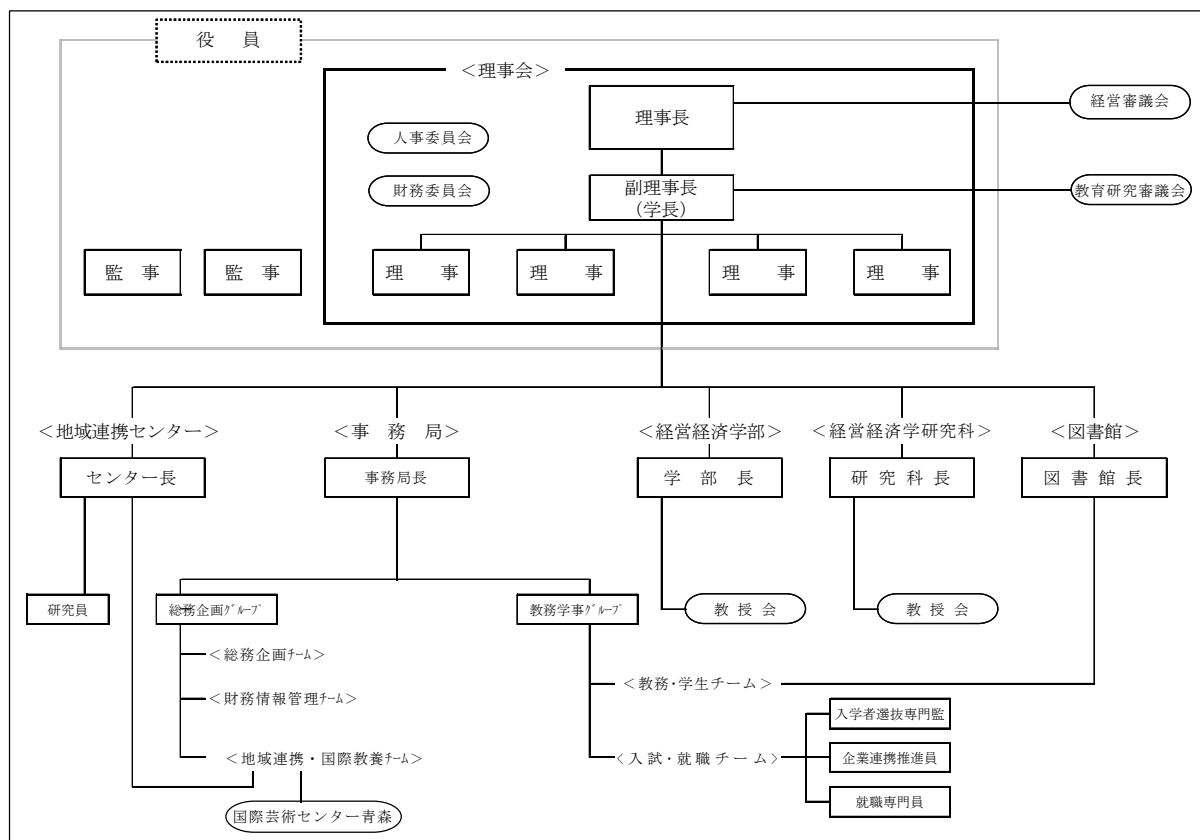 役 員
＜理事会＞
理事長
経営審議会
人事委員会
副理事長
（学長）
財務委員会
教育研究審議会
監 事
監 事
理 事
理 事
理 事
理 事
＜地域連携センター＞
＜事 務 局＞
＜経営経済学部＞
＜経営経済学研究科＞
＜図書館＞
センター長
事務局長
学 部 長
研 究 科 長
図 書 館 長
研究員
総務企画ｸﾞﾙｰﾌﾟ
教務学事ｸﾞﾙｰﾌﾟ
教 授 会
教 授 会
＜総務企画ﾁｰﾑ＞
＜教務・学生チーム＞
＜財務情報管理ﾁｰﾑ＞
入学者選抜専門監
＜地域連携・国際教養ﾁｰﾑ＞
＜入試・就職チーム＞
企業連携推進員
就職専門員
国際芸術センター青森